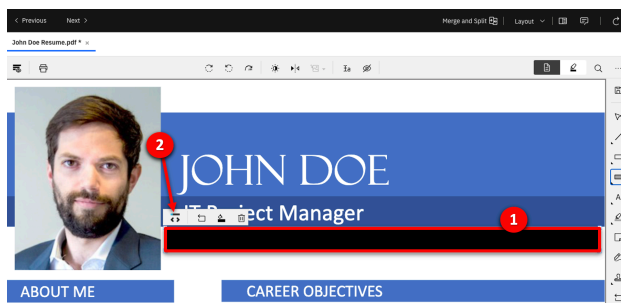 Previous Next
Merge and Split Layout
John Doe Resume.pdf *
2
JOHN DOE
IT Project Manager
1
ABOUT ME CAREER OBJECTIVES